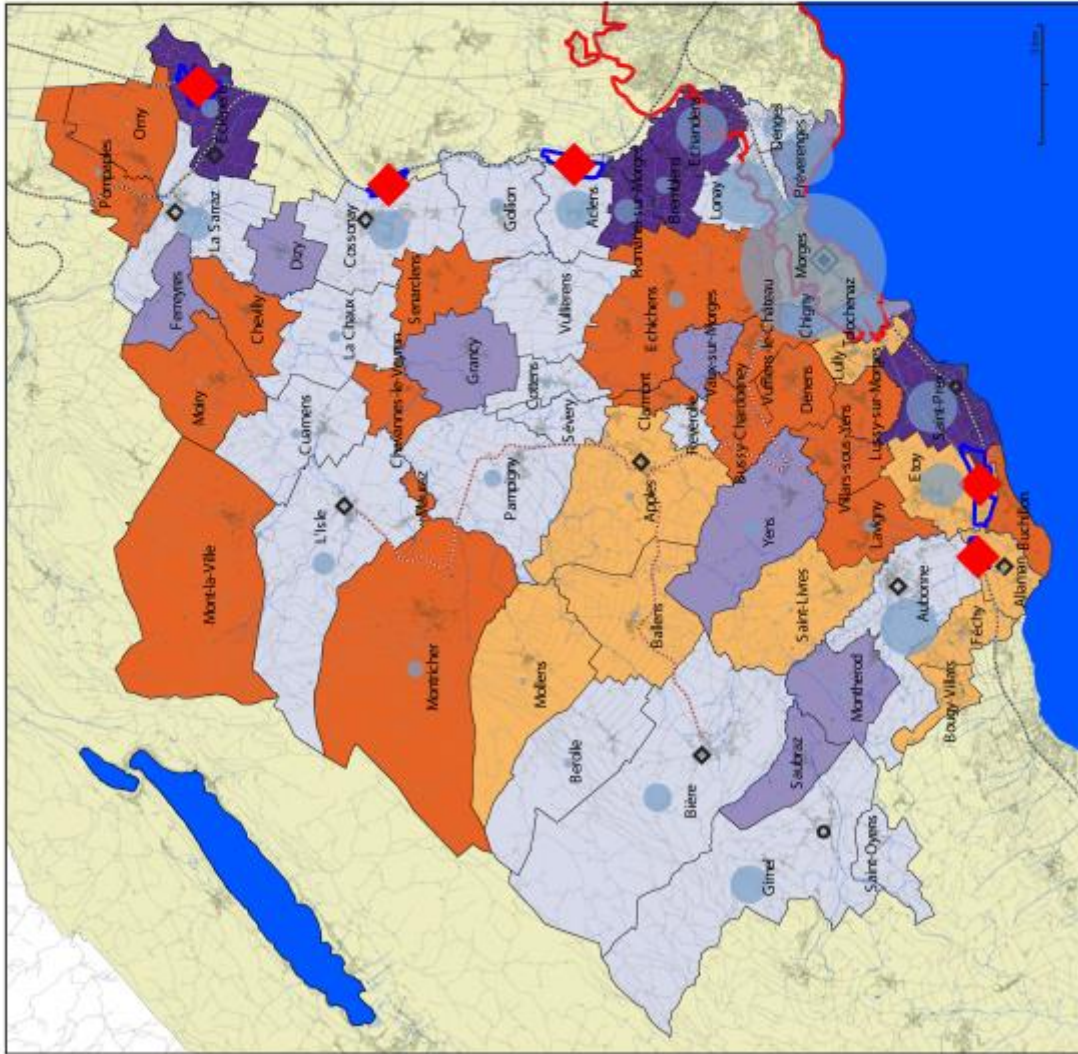 Pompaples
Orny
Eclépens
La Sarraz
Ferreyres
Moiry
Chevilly
Dizy
Cossonay
La Chaux
Cuarnens
Mont-la-Ville
L'Isle
Senarclens
Gollion
Grancy
Chavannes-le-Veyron
Mauraz
Montricher
Pampigny
Cottens
Sévery
Vullierens
Aclens
Romanel-sur-Morges
Bremblens
Echandens
Denges
Préverenges
Lonay
Morges
Echichens
Clarmont
Reverolle
Vaux-sur-Morges
Bussy-Chardonney
Vufflens-le-Château
Chigny
Tolochenaz
Lully
Denens
Lussy-sur-Morges
Villars-sous-Yens
Saint-Prex
Etoy
Lavigny
Yens
Apples
Ballens
Mollens
Berolle
Bière
Saint-Livres
Aubonne
Montherod
Saubraz
Gimel
Saint-Oyens
Bougy-Villars
Féchy
Allaman
Buchillon